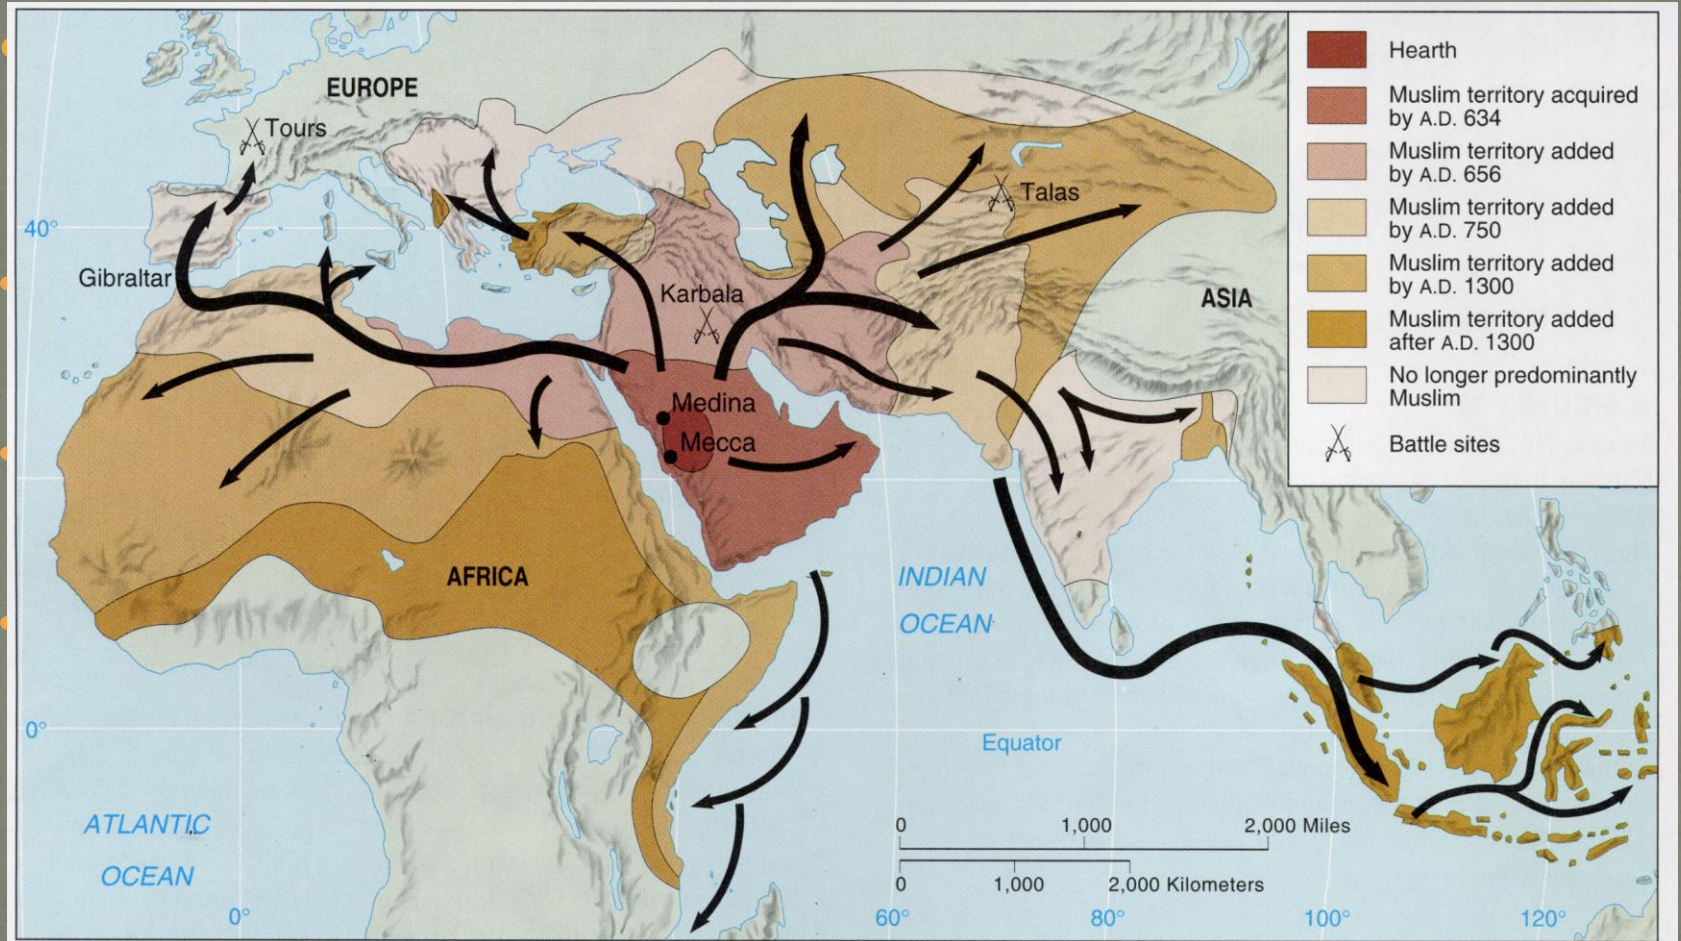 EUROPE
Tours
40°
Gibraltar
Talas
Karbala
ASIA
Medina
Mecca
AFRICA
INDIAN
OCEAN
0°
Equator
ATLANTIC
OCEAN
0
1,000
2,000 Miles
0
1,000
2,000 Kilometers
0°
60°
80°
100°
120°
Hearth
Muslim territory acquired
by A.D. 634
Muslim territory added
by A.D. 656
Muslim territory added
by A.D. 750
Muslim territory added
by A.D. 1300
Muslim territory added
after A.D. 1300
No longer predominantly
Muslim
Battle sites